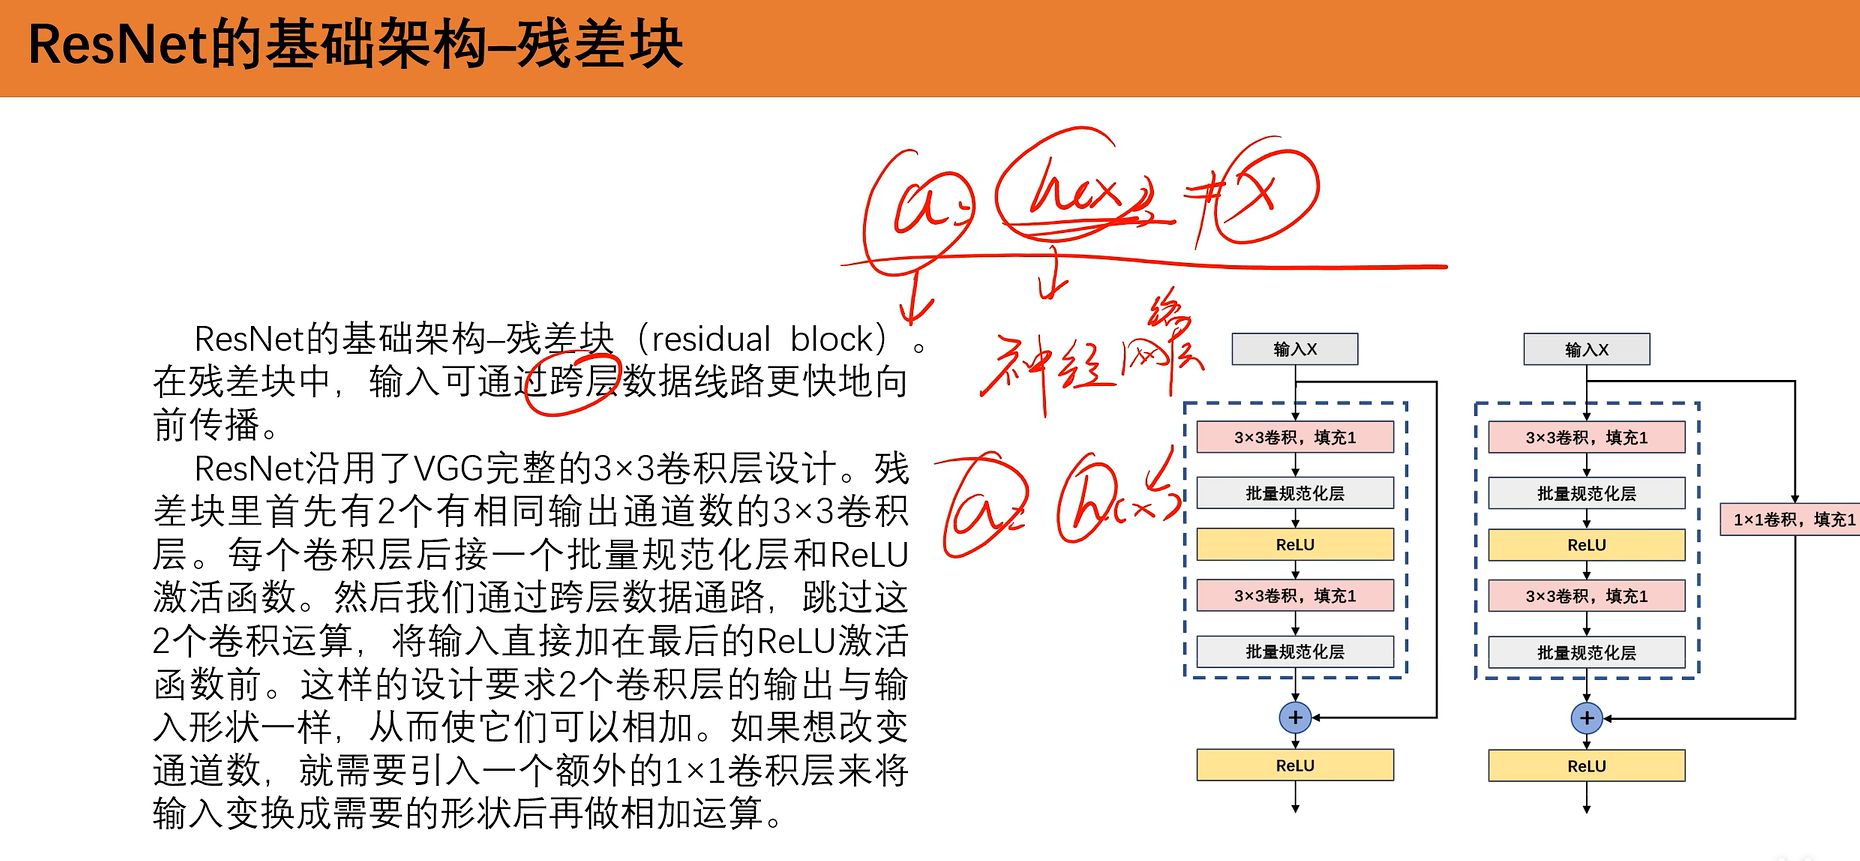 ResNet的基础架构–残差块
a= h(x) + x
ResNet的基础架构–残差块（residual block）。
在残差块中，输入可通过跨层数据线路更快地向
前传播。
ResNet沿用了VGG完整的3×3卷积层设计。残
差块里首先有2个有相同输出通道数的3×3卷积
层。每个卷积层后接一个批量规范化层和ReLU
激活函数。然后我们通过跨层数据通路，跳过这
2个卷积运算，将输入直接加在最后的ReLU激活
函数前。这样的设计要求2个卷积层的输出与输
入形状一样，从而使它们可以相加。如果想改变
通道数，就需要引入一个额外的1×1卷积层来将
输入变换成需要的形状后再做相加运算。
神经网络
a= h(x)
输入X
3×3卷积，填充1
批量规范化层
ReLU
3×3卷积，填充1
批量规范化层
+
ReLU
输入X
3×3卷积，填充1
批量规范化层
ReLU
3×3卷积，填充1
批量规范化层
1×1卷积，填充1
+
ReLU